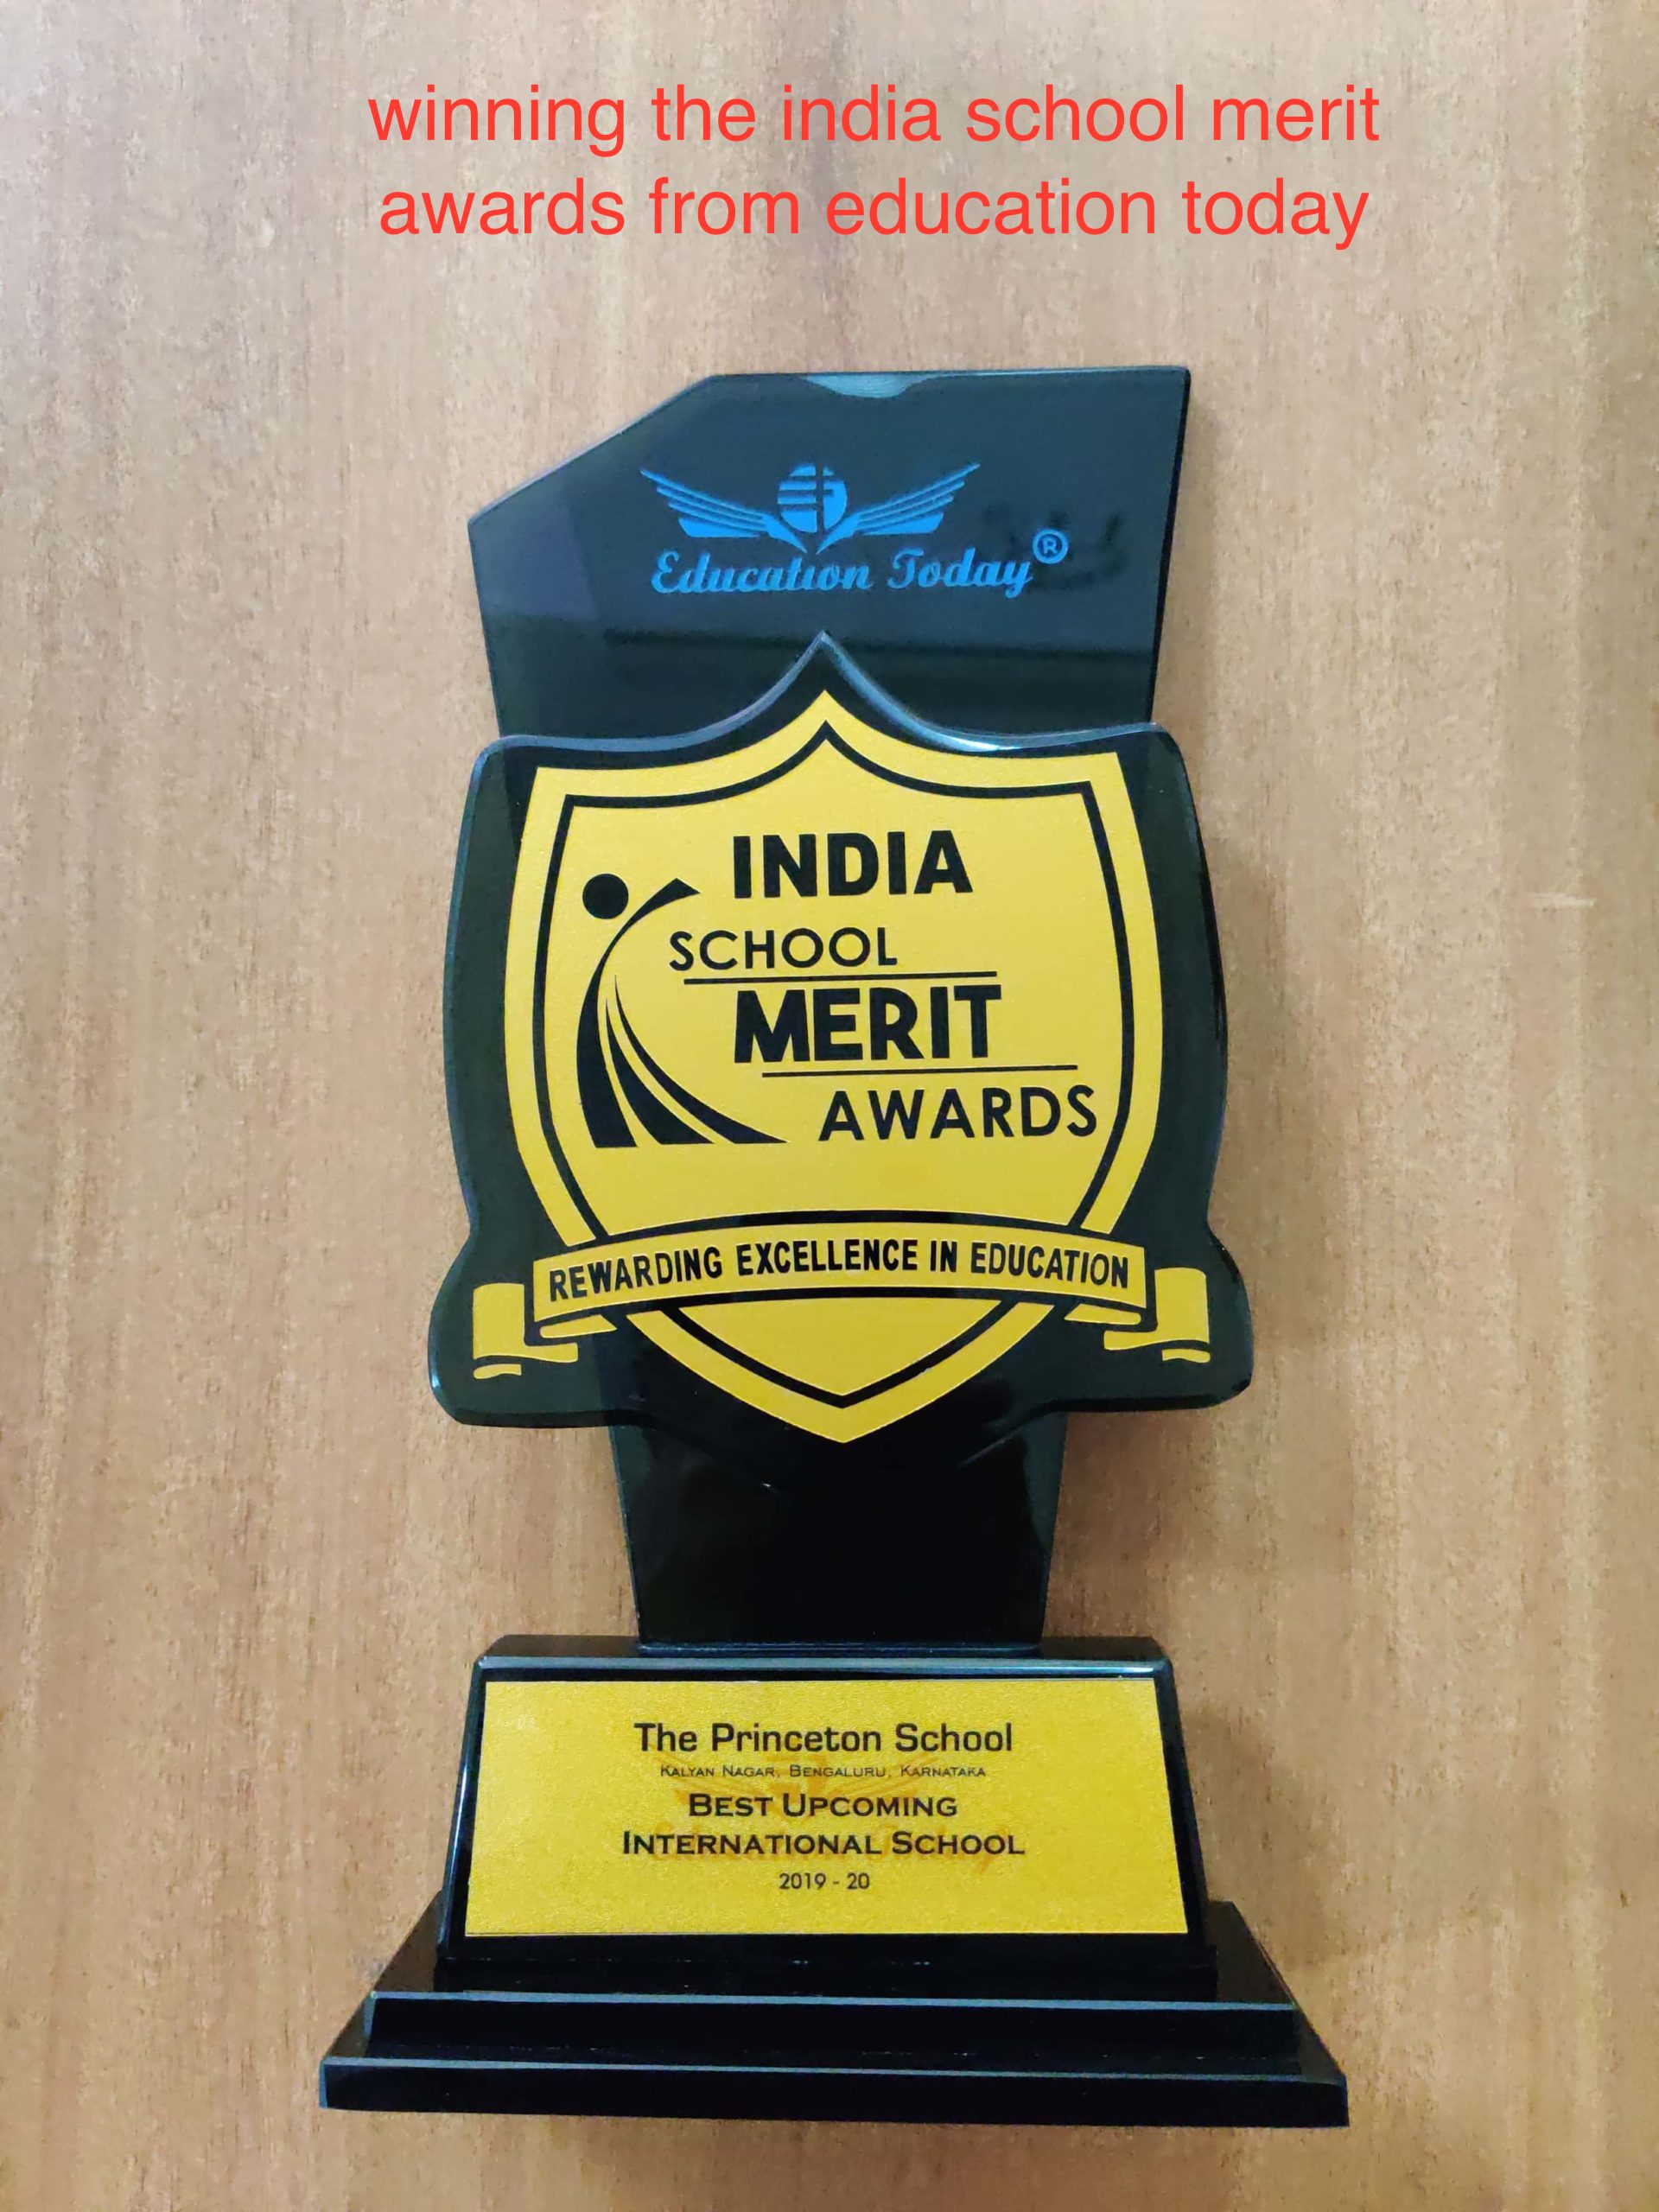 winning the india school merit
awards from education today
Education Today®
INDIA
SCHOOL
MERIT
AWARDS
REWARDING EXCELLENCE IN EDUCATION
The Princeton School
KALYAN NAGAR, BENGALURU, KARNATAKA
BEST UPCOMING
INTERNATIONAL SCHOOL
2019 - 20